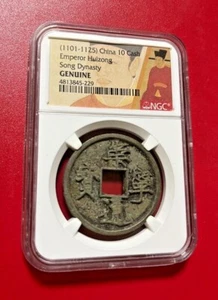 (1101-1125) China 10 Cash
Emperor Huizong
Song Dynasty
GENUINE
4813845-229
NGC